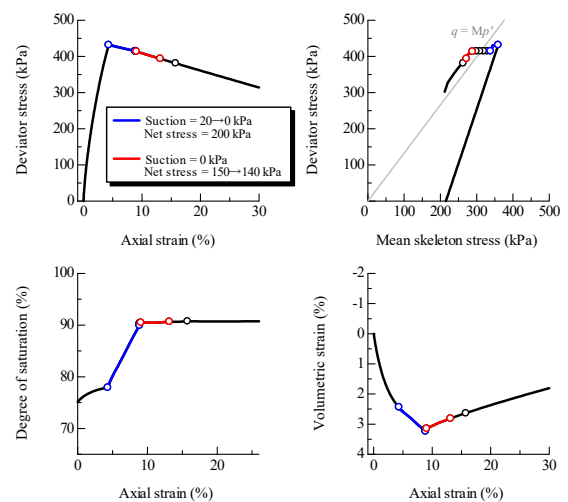 Deviator stress (kPa)
500
400
300
200
100
0
Suction = 20→0 kPa
Net stress = 200 kPa
Suction = 0 kPa
Net stress = 150→140 kPa
0 10 20 30
Axial strain (%)
Deviator stress (kPa)
500
400
300
200
100
0
q = Mp'
0 100 200 300 400 500
Mean skeleton stress (kPa)
Degree of saturation (%)
100
90
80
70
0 10 20
Axial strain (%)
Volumetric strain (%)
-2
-1
0
1
2
3
4
0 10 20 30
Axial strain (%)